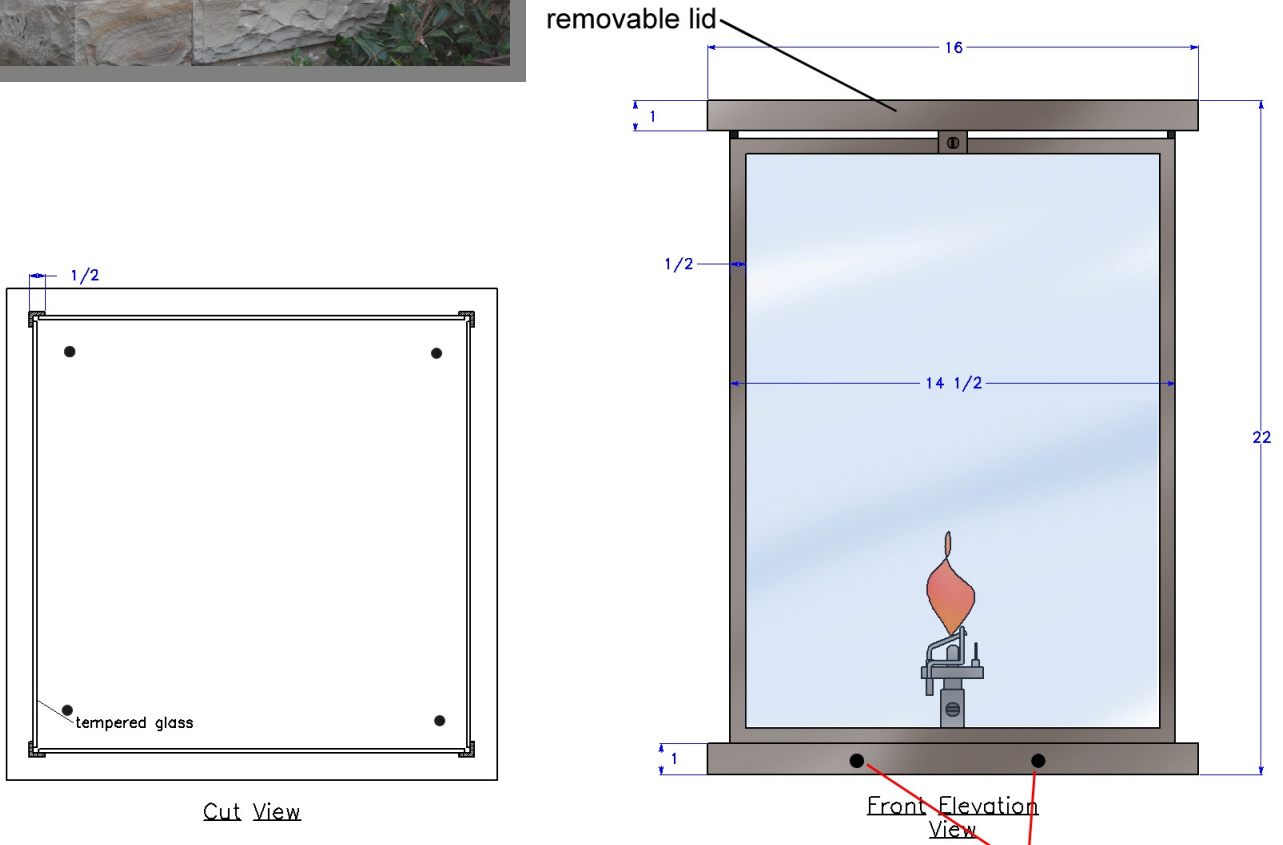 removable lid
16
1
1/2
1/2
14 1/2
22
tempered glass
1
Cut View
Front Elevation
View